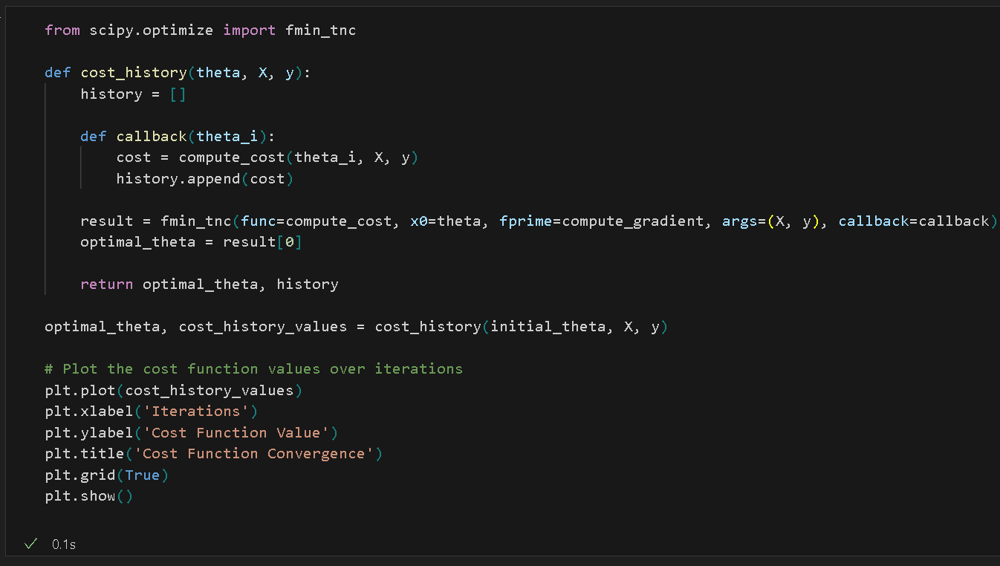 from scipy.optimize import fmin_tnc
def cost_history(theta, X, y):
history = []
def callback(theta_i):
cost = compute_cost(theta_i, X, y)
history.append(cost)
result = fmin_tnc(func=compute_cost, x0=theta, fprime=compute_gradient, args=(X, y), callback=callback)
optimal_theta = result[0]
return optimal_theta, history
optimal_theta, cost_history_values = cost_history(initial_theta, X, y)
# Plot the cost function values over iterations
plt.plot(cost_history_values)
plt.xlabel('Iterations')
plt.ylabel('Cost Function Value')
plt.title('Cost Function Convergence')
plt.grid(True)
plt.show()
0.1s